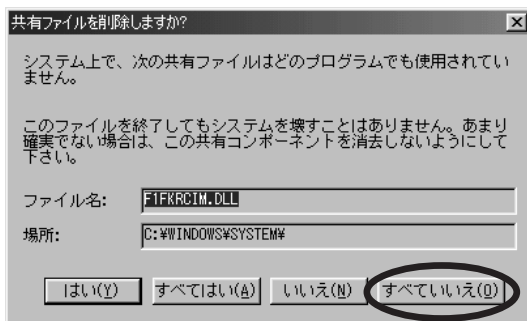 共有ファイルを削除しますか?
システム上で、次の共有ファイルはどのプログラムでも使用されてい
ません。
このファイルを終了してもシステムを壊すことはありません。あまり
確実でない場合は、この共有コンポーネントを消去しないようにして
下さい。
ファイル名: F1FKRCIM.DLL
場所: C:¥WINDOWS¥SYSTEM¥
はい(Y) すべてはい(A) いいえ(N) すべていいえ(O)